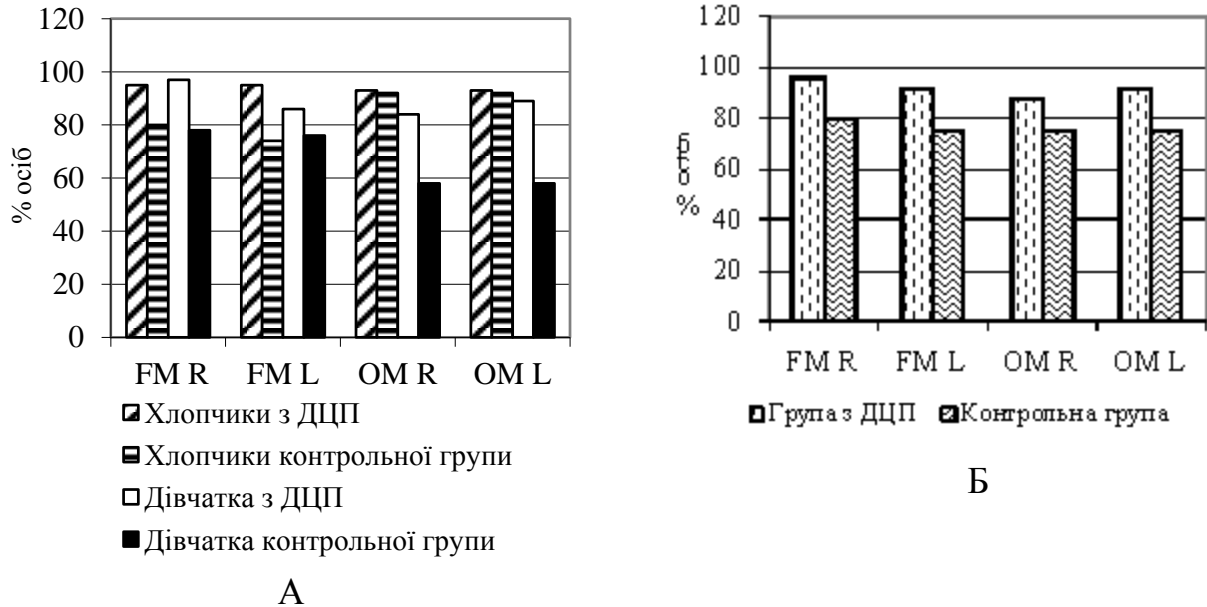 120
100
80
60
40
20
0
% осіб
FM R FM L OM R OM L
Хлопчики з ДЦП
Хлопчики контрольної групи
Дівчатка з ДЦП
Дівчатка контрольної групи
А
120
100
80
60
40
20
0
% осіб
FM R FM L OM R OM L
Група з ДЦП Контрольна група
Б